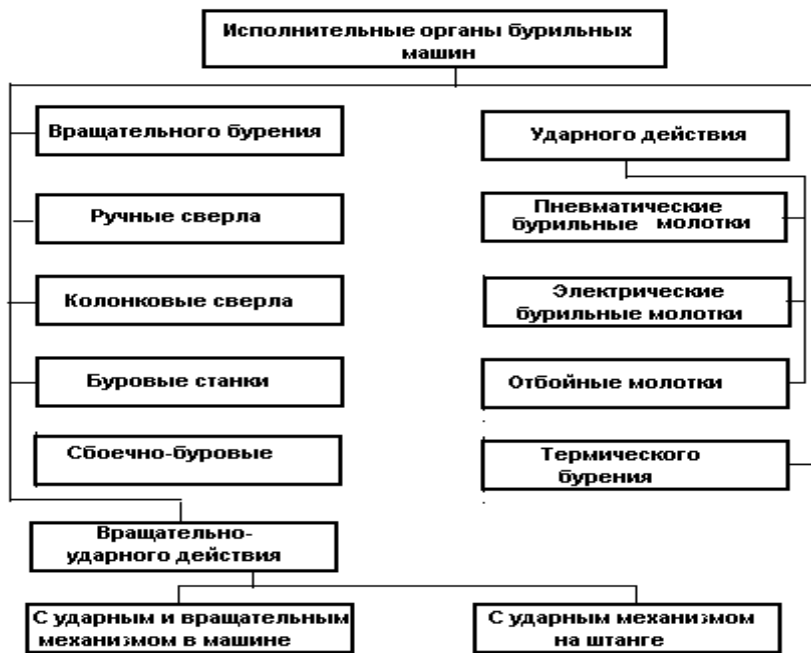 Исполнительные органы бурильных
машин
Вращательного бурения
Ударного действия
Ручные сверла
Пневматические
бурильные молотки
Колонковые сверла
Электрические
бурильные молотки
Буровые станки
Отбойные молотки
Сбоечно-буровые
Термического
бурения
Вращательно-
ударного действия
С ударным и вращательным
механизмом в машине
С ударным механизмом
на штанге